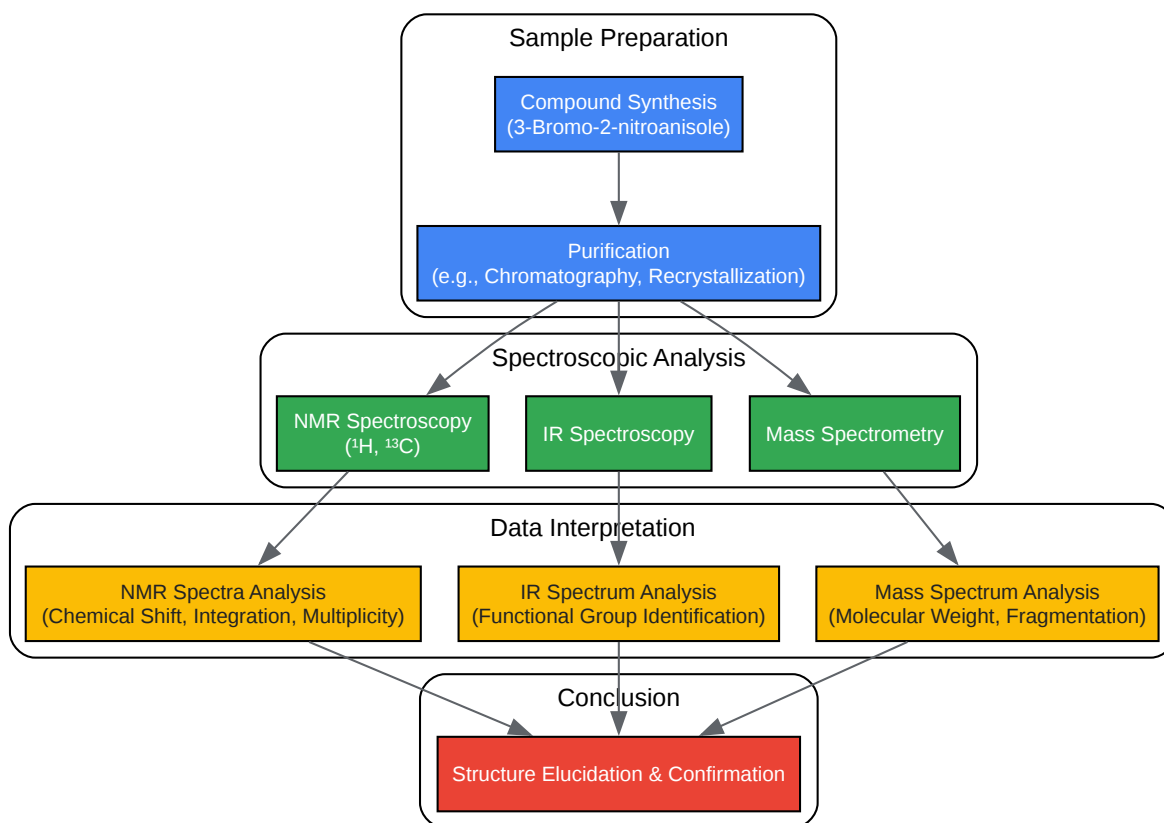 Sample Preparation
Compound Synthesis
(3-Bromo-2-nitroanisole)
Purification
(e.g., Chromatography, Recrystallization)
Spectroscopic Analysis
NMR Spectroscopy
(¹H, ¹³C)
IR Spectroscopy
Mass Spectrometry
Data Interpretation
NMR Spectra Analysis
(Chemical Shift, Integration, Multiplicity)
IR Spectrum Analysis
(Functional Group Identification)
Mass Spectrum Analysis
(Molecular Weight, Fragmentation)
Conclusion
Structure Elucidation & Confirmation